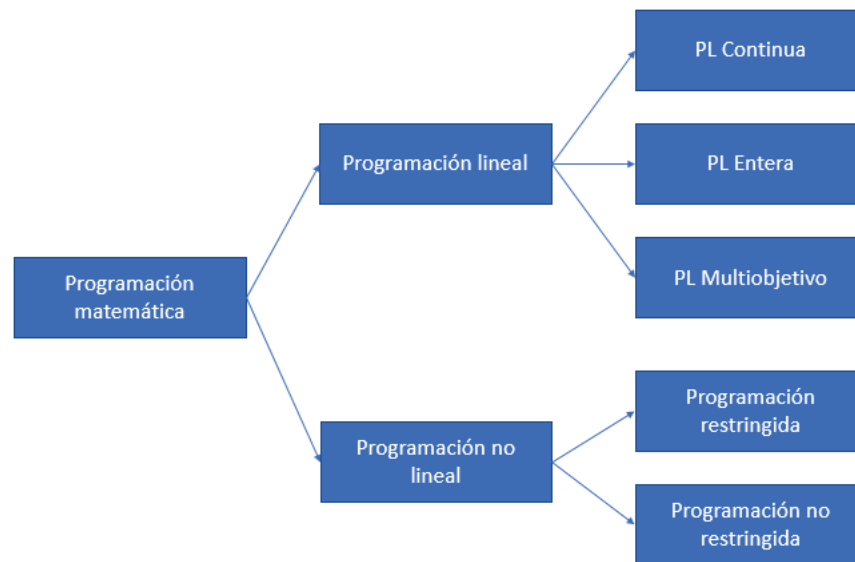 PL Continua
Programación lineal
PL Entera
Programación
matemática
PL Multiobjetivo
Programación
restringida
Programación no
lineal
Programación no
restringida